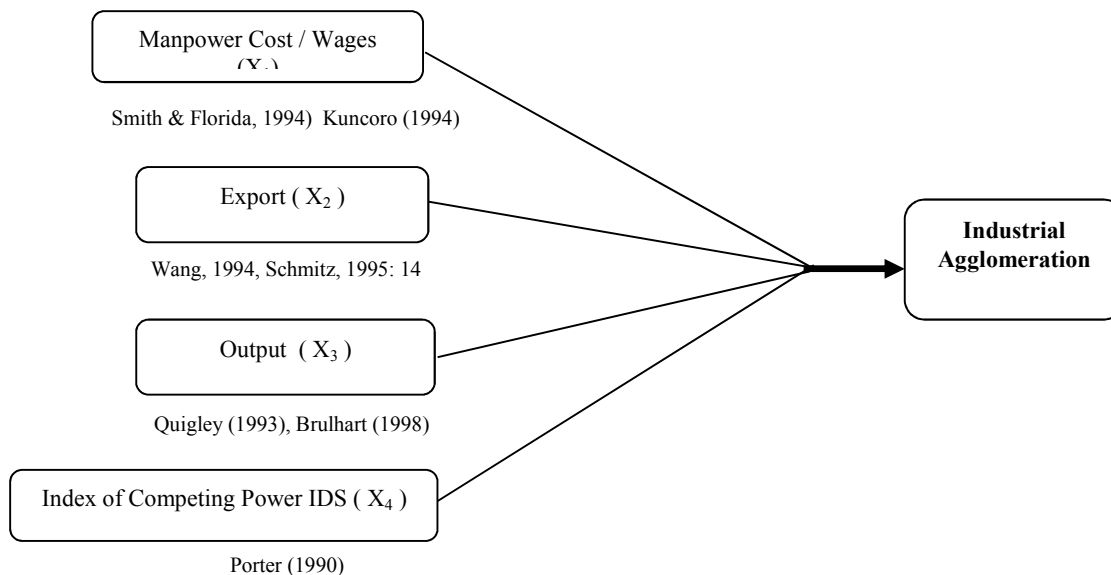 Manpower Cost / Wages
Smith & Florida, 1994) Kuncoro (1994)
Export ( X₂ )
Wang, 1994, Schmitz, 1995: 14
Output ( X₃ )
Quigley (1993), Brulhart (1998)
Index of Competing Power IDS ( X₄ )
Porter (1990)
Industrial
Agglomeration